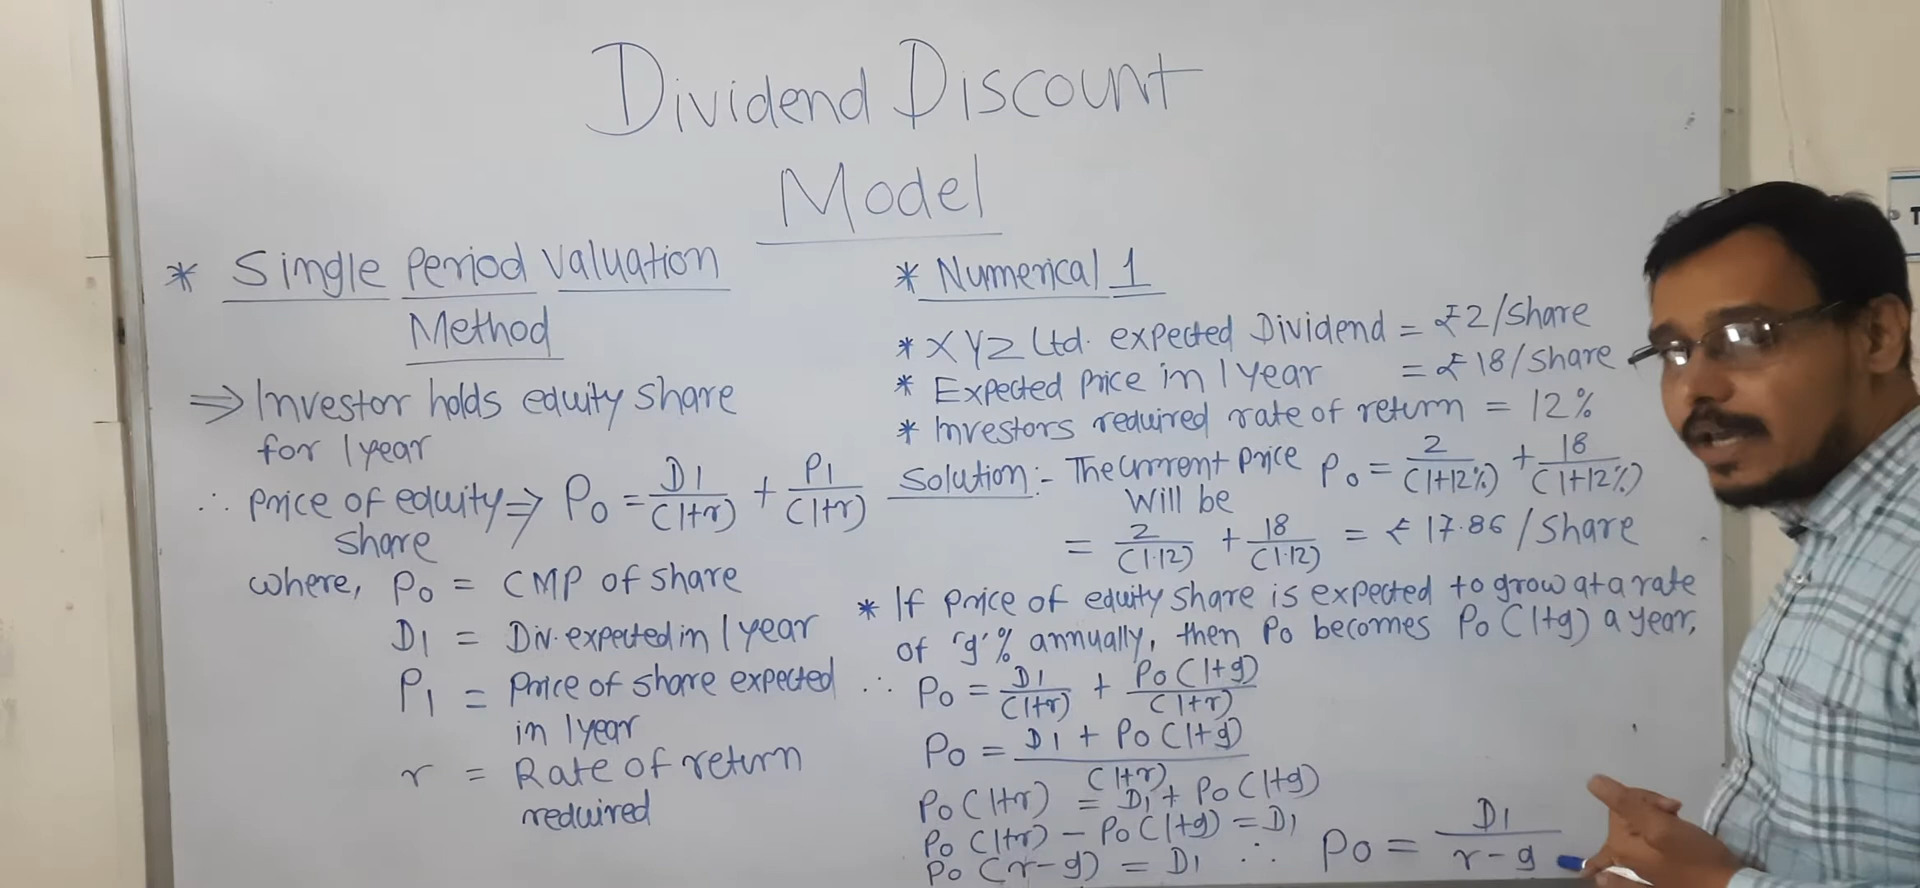 Dividend Discount
Model
* Single Period Valuation
Method
⇒ Investor holds equity share
for 1 year
∴ Price of equity ⇒ P0 = D1/(1+r) + P1/(1+r)
share
where, P0 = CMP of share
D1 = Div. expected in 1 year
P1 = Price of share expected
in 1 year
r = Rate of return
required
* Numerical 1
* XYZ Ltd. expected Dividend = ₹2/share
* Expected Price in 1 year = ₹18/share
* Investors required rate of return = 12%
Solution:- The current price P0 = 2/(1+12%) + 18/(1+12%)
will be
= 2/(1.12) + 18/(1.12) = ₹17.86/share
* If price of equity share is expected to grow at a rate
of 'g'% annually, then P0 becomes P0(1+g) a year,
∴ P0 = D1/(1+r) + P0(1+g)/(1+r)
P0 = D1 + P0(1+g)/(1+r)
P0(1+r) = D1 + P0(1+g)
P0(1+r) - P0(1+g) = D1
P0(r-g) = D1 ∴ P0 = D1/r-g
T